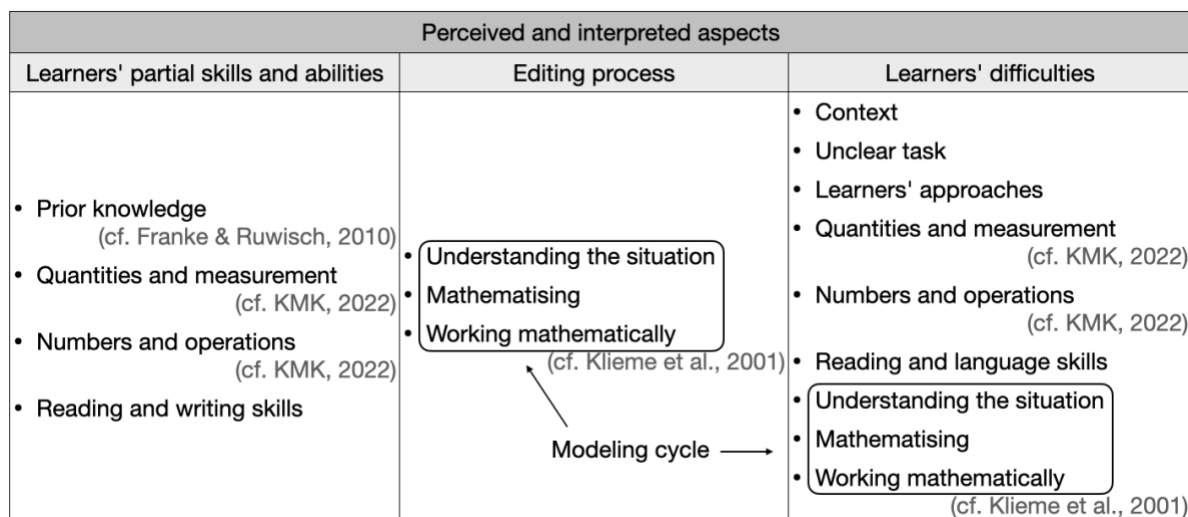 Perceived and interpreted aspects
Learners' partial skills and abilities
Editing process
Learners' difficulties
• Prior knowledge
(cf. Franke & Ruwisch, 2010)
• Quantities and measurement
(cf. KMK, 2022)
• Numbers and operations
(cf. KMK, 2022)
• Reading and writing skills
• Understanding the situation
• Mathematising
• Working mathematically
(cf. Klieme et al., 2001)
Modeling cycle
• Context
• Unclear task
• Learners' approaches
• Quantities and measurement
(cf. KMK, 2022)
• Numbers and operations
(cf. KMK, 2022)
• Reading and language skills
• Understanding the situation
• Mathematising
• Working mathematically
(cf. Klieme et al., 2001)